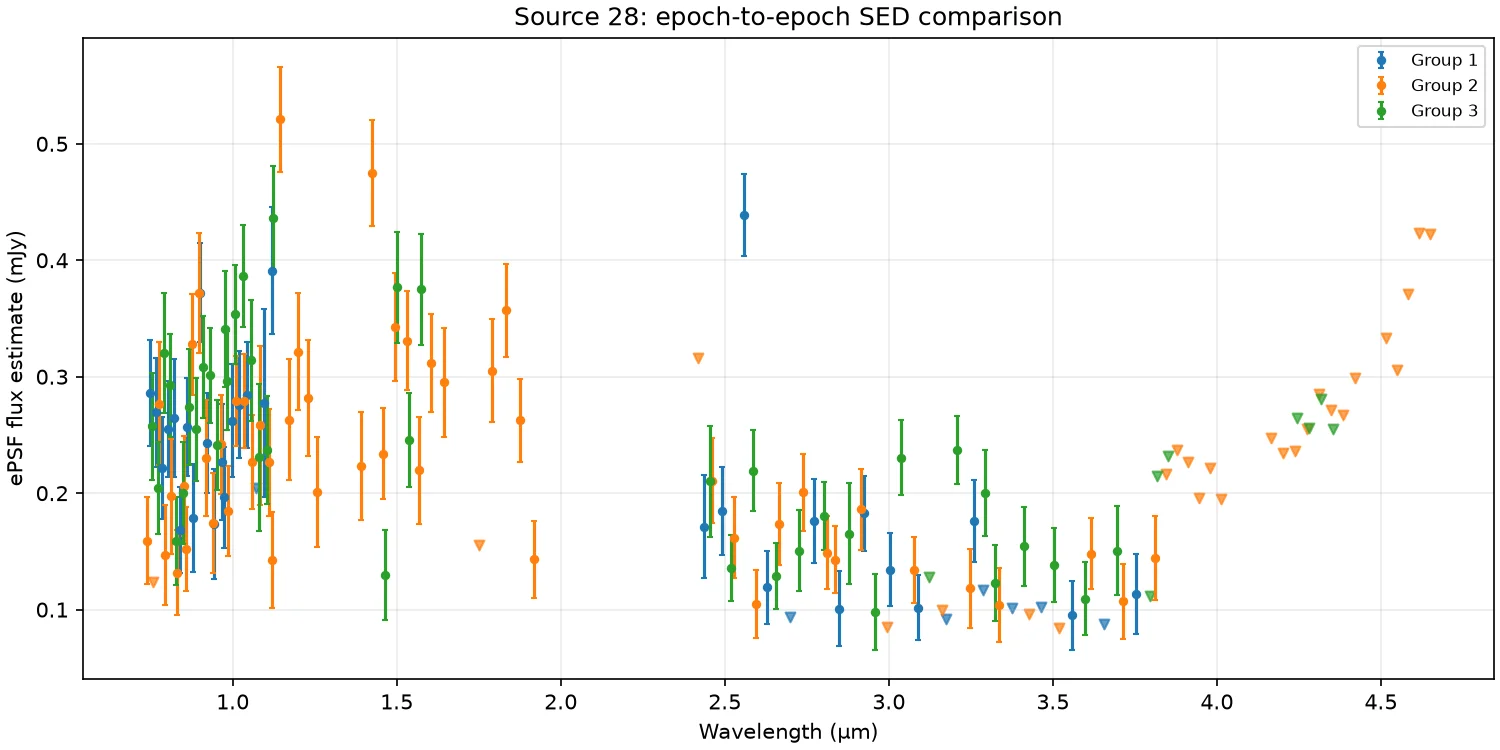 Source 28: epoch-to-epoch SED comparison
ePSF flux estimate (mJy)
0.5
0.4
0.3
0.2
0.1
Group 1
Group 2
Group 3
1.0 1.5 2.0 2.5 3.0 3.5 4.0 4.5
Wavelength (μm)